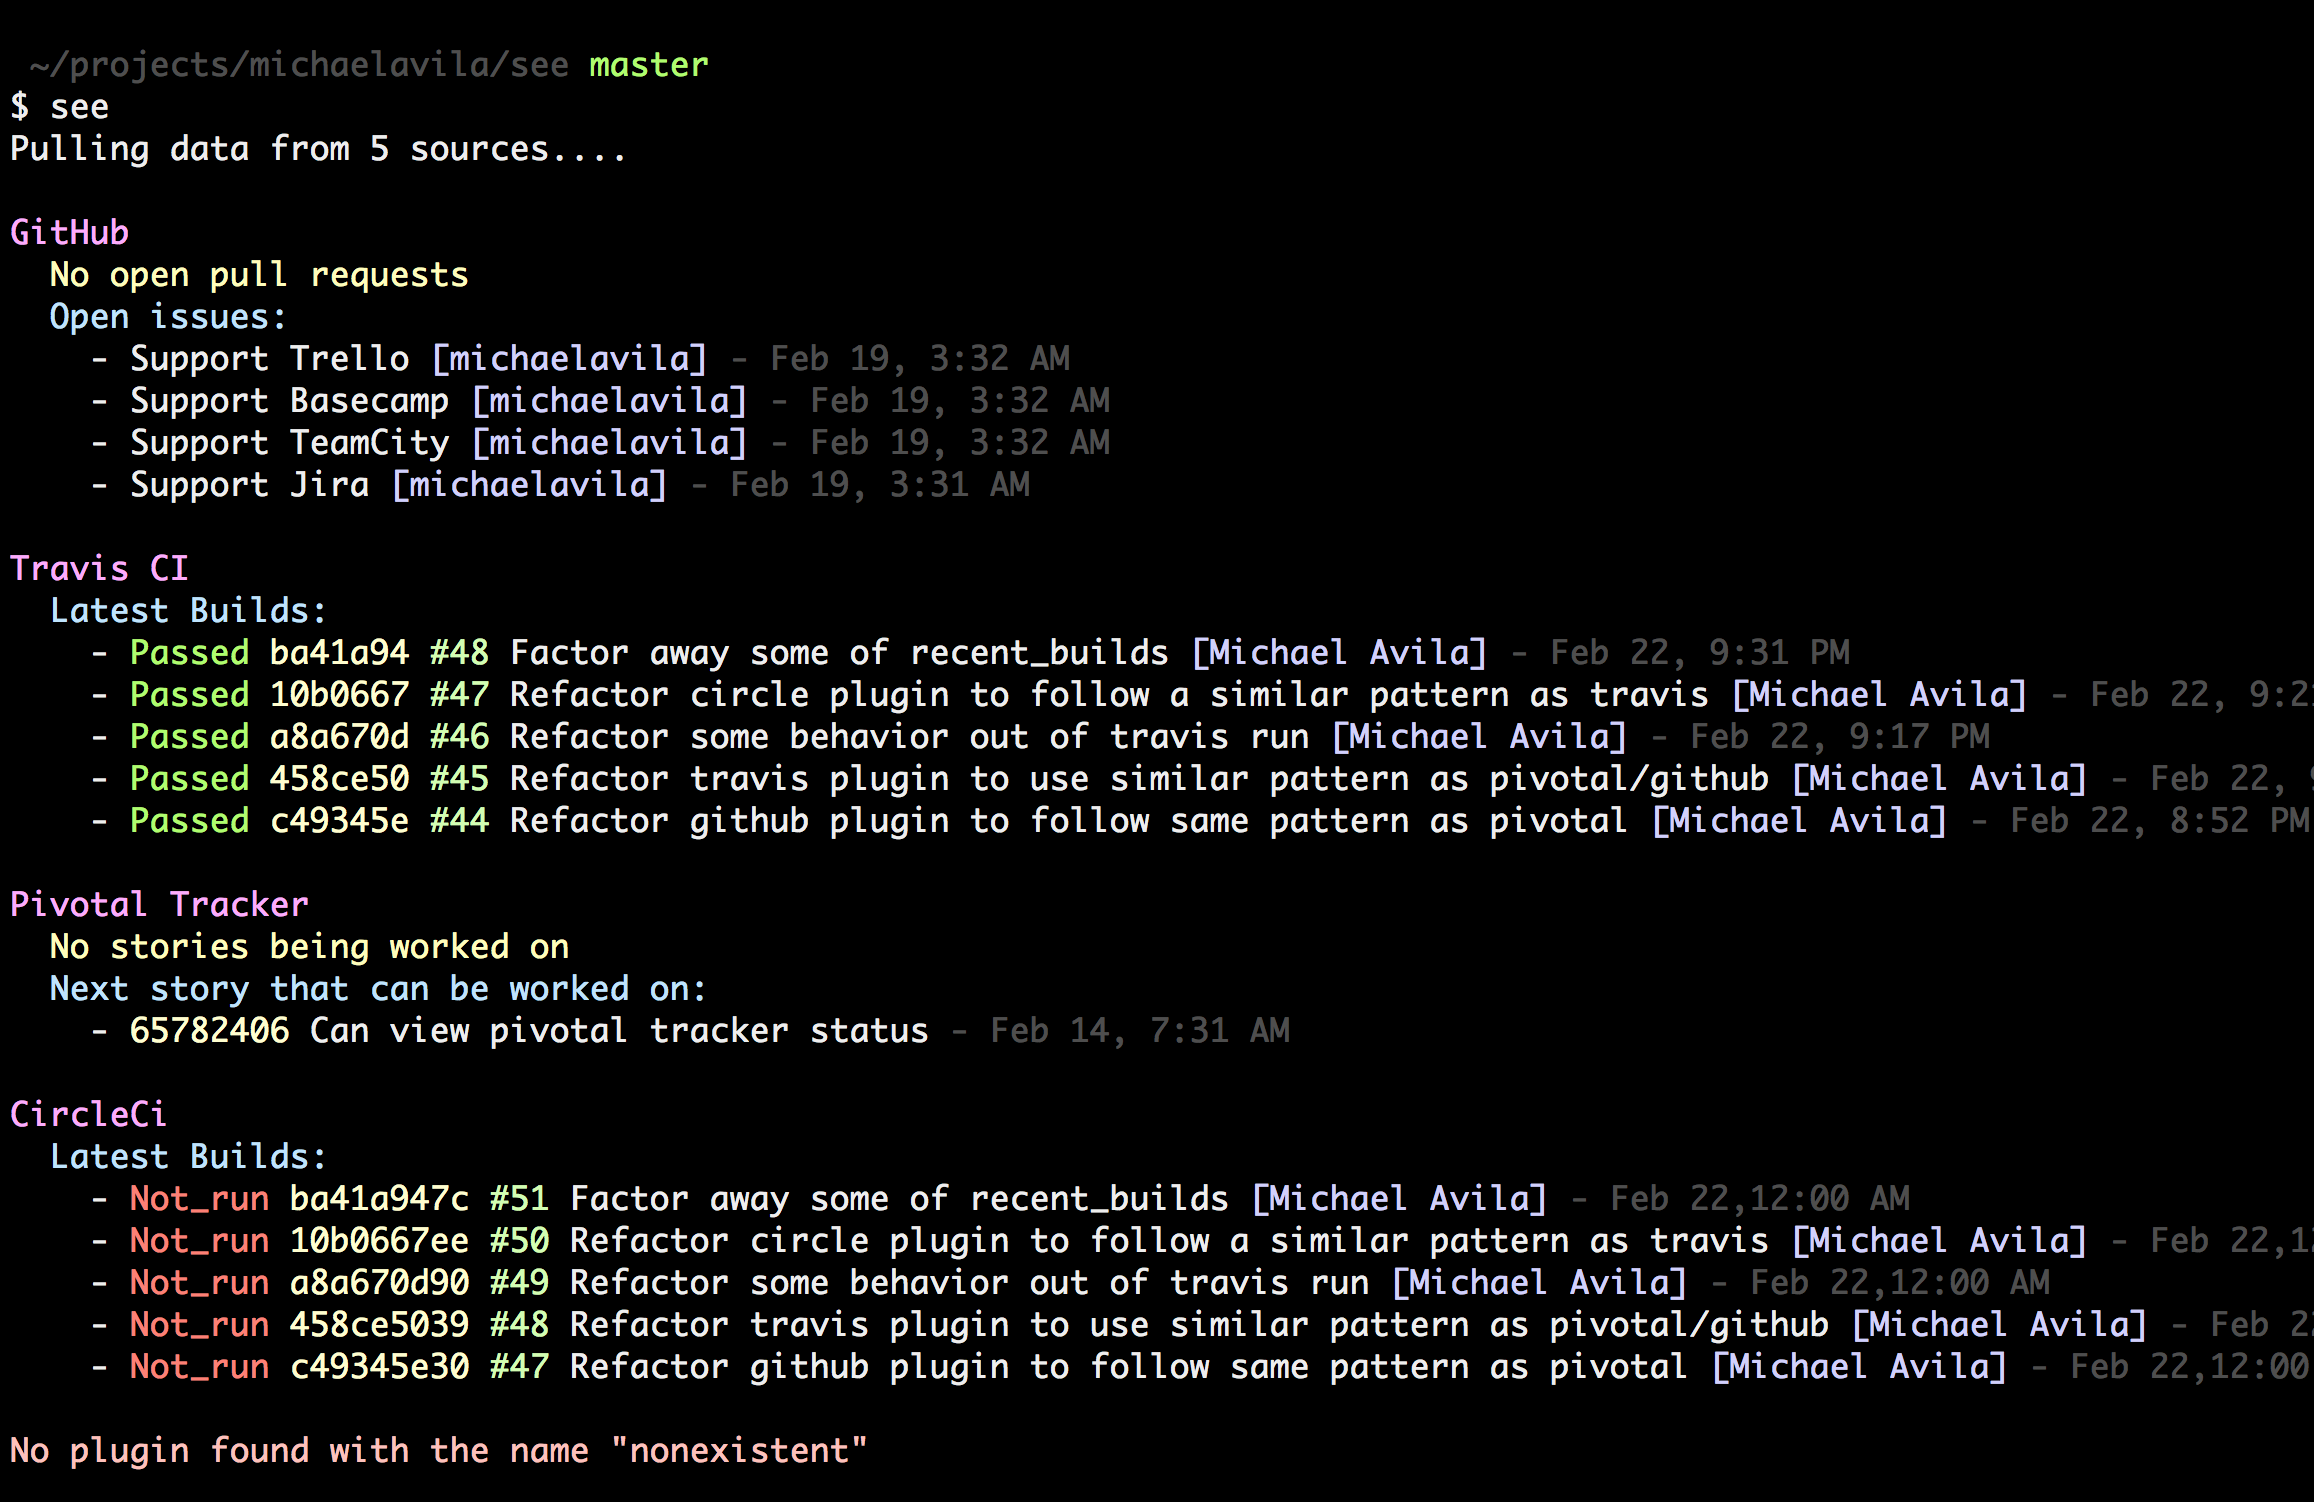 ~/projects/michaelavila/see master
$ see
Pulling data from 5 sources....
GitHub
No open pull requests
Open issues:
- Support Trello [michaelavila] - Feb 19, 3:32 AM
- Support Basecamp [michaelavila] - Feb 19, 3:32 AM
- Support TeamCity [michaelavila] - Feb 19, 3:32 AM
- Support Jira [michaelavila] - Feb 19, 3:31 AM
Travis CI
Latest Builds:
- Passed ba41a94 #48 Factor away some of recent_builds [Michael Avila] - Feb 22, 9:31 PM
- Passed 10b0667 #47 Refactor circle plugin to follow a similar pattern as travis [Michael Avila] - Feb 22, 9:2
- Passed a8a670d #46 Refactor some behavior out of travis run [Michael Avila] - Feb 22, 9:17 PM
- Passed 458ce50 #45 Refactor travis plugin to use similar pattern as pivotal/github [Michael Avila] - Feb 22,
- Passed c49345e #44 Refactor github plugin to follow same pattern as pivotal [Michael Avila] - Feb 22, 8:52 PM
Pivotal Tracker
No stories being worked on
Next story that can be worked on:
- 65782406 Can view pivotal tracker status - Feb 14, 7:31 AM
CircleCi
Latest Builds:
- Not_run ba41a947c #51 Factor away some of recent_builds [Michael Avila] - Feb 22,12:00 AM
- Not_run 10b0667ee #50 Refactor circle plugin to follow a similar pattern as travis [Michael Avila] - Feb 22,1
- Not_run a8a670d90 #49 Refactor some behavior out of travis run [Michael Avila] - Feb 22,12:00 AM
- Not_run 458ce5039 #48 Refactor travis plugin to use similar pattern as pivotal/github [Michael Avila] - Feb 2
- Not_run c49345e30 #47 Refactor github plugin to follow same pattern as pivotal [Michael Avila] - Feb 22,12:00
No plugin found with the name "nonexistent"